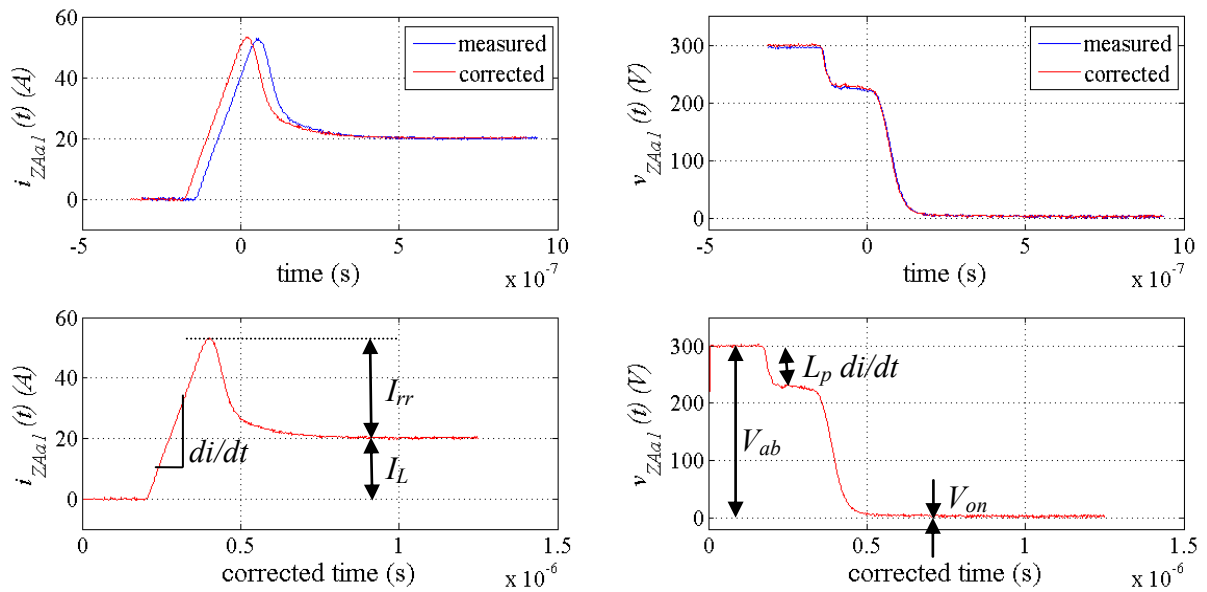 60
40
20
0
-5
0
5
10
x 10^-7
time (s)
i_ZAa1(t) (A)
measured
corrected
300
200
100
0
-5
0
5
10
x 10^-7
time (s)
v_ZAa1(t) (V)
measured
corrected
60
40
20
0
0
0.5
1
1.5
x 10^-6
corrected time (s)
i_ZAa1(t) (A)
di/dt
I_rr
I_L
300
200
100
0
0
0.5
1
1.5
x 10^-6
corrected time (s)
v_ZAa1(t) (V)
L_p di/dt
V_ab
V_on